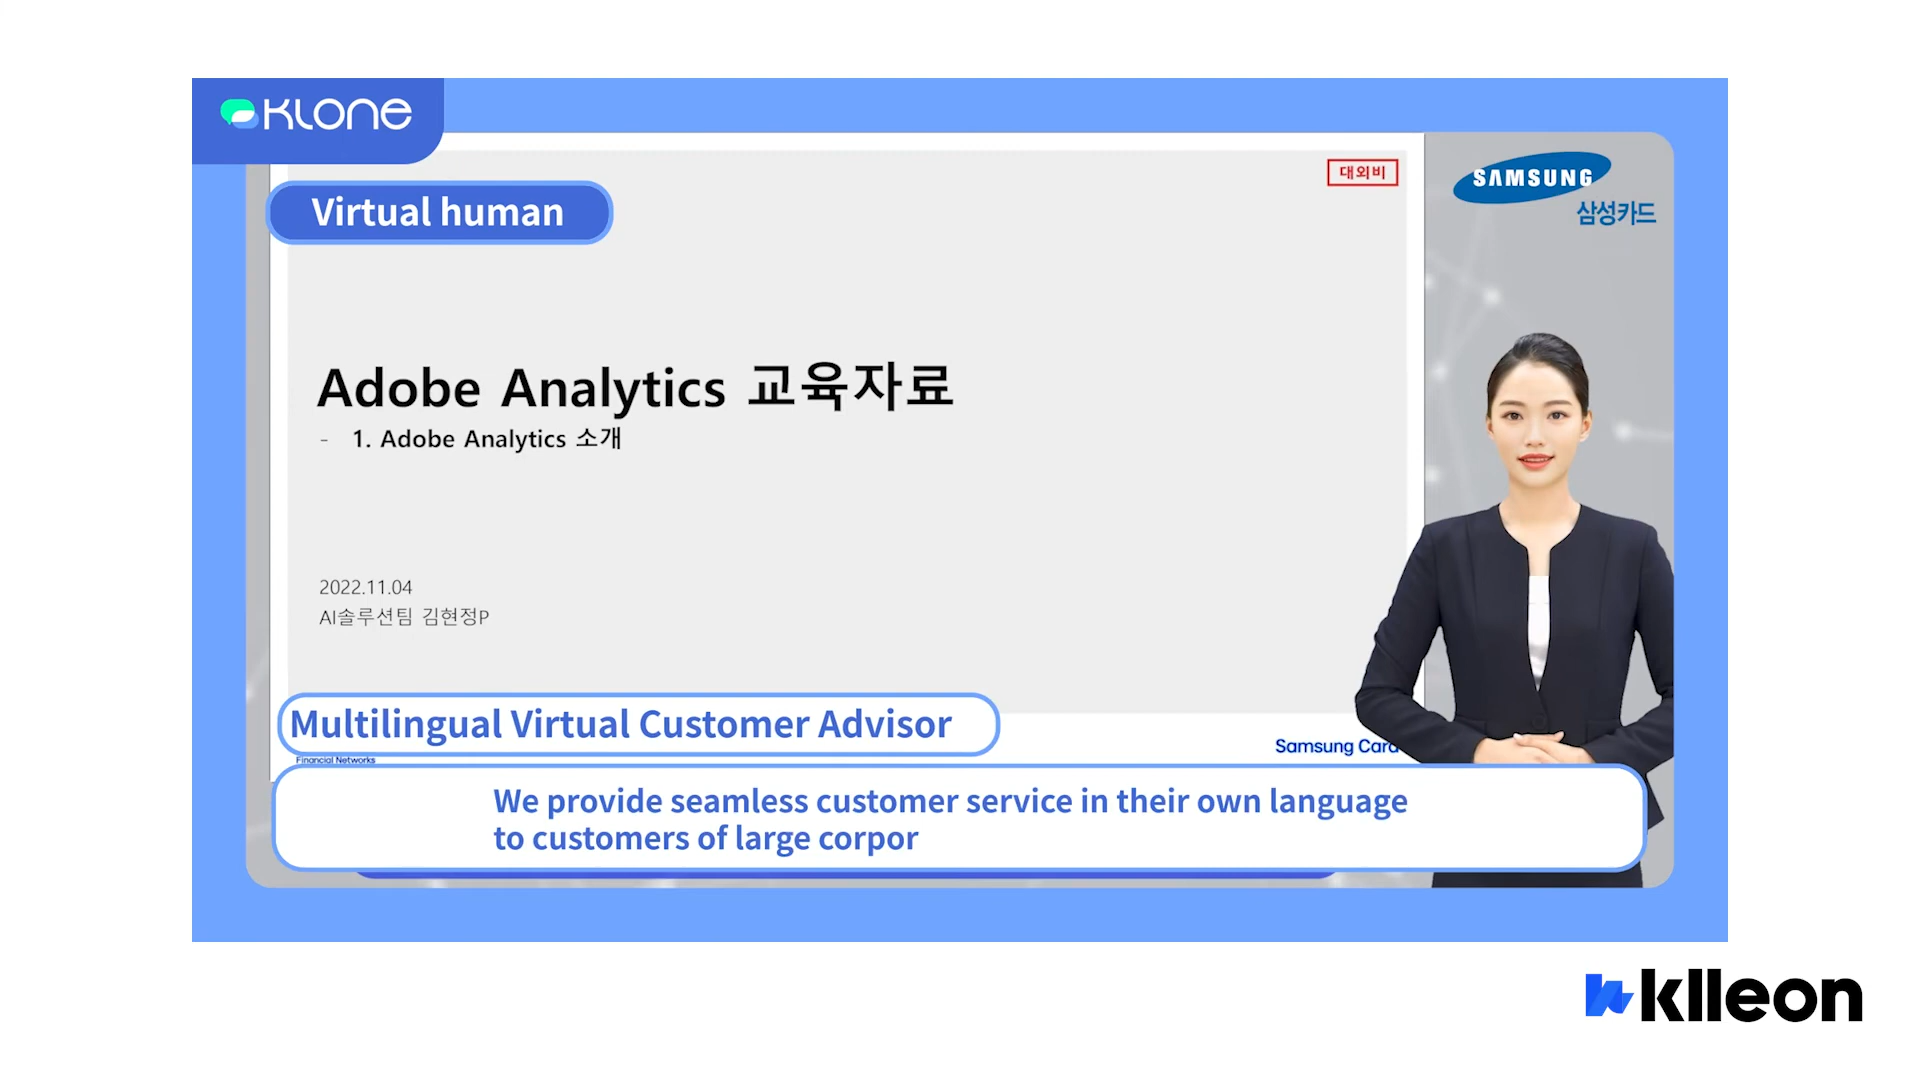 KLONE
대외비
SAMSUNG
삼성카드
Virtual human
Adobe Analytics 교육자료
- 1. Adobe Analytics 소개
2022.11.04
AI솔루션팀 김현정P
Multilingual Virtual Customer Advisor
Samsung Card
Financial Networks
We provide seamless customer service in their own language
to customers of large corpor
klleon